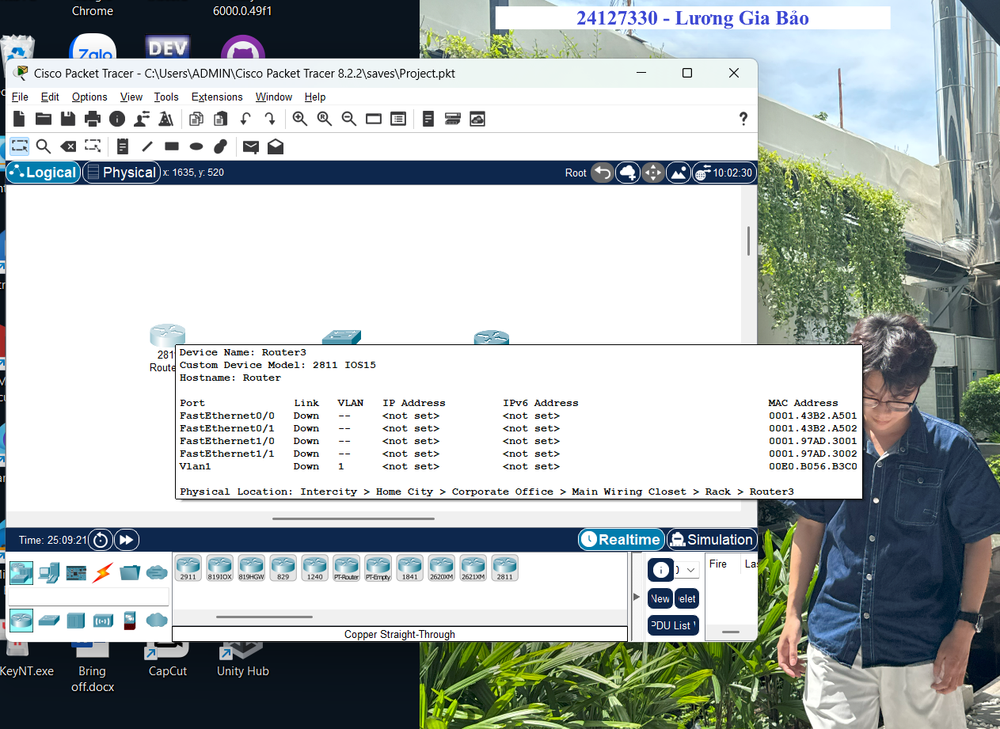 Chrome
6000.0.49f1
24127330 - Lương Gia Bảo
Zalo
DEV
Cisco Packet Tracer - C:\Users\ADMIN\Cisco Packet Tracer 8.2.2\saves\Project.pkt
File Edit Options View Tools Extensions Window Help
Logical Physical x: 1635, y: 520 Root 10:02:30
281
Route
Device Name: Router3
Custom Device Model: 2811 IOS15
Hostname: Router
Port Link VLAN IP Address IPv6 Address MAC Address
FastEthernet0/0 Down -- <not set> <not set> 0001.43B2.A501
FastEthernet0/1 Down -- <not set> <not set> 0001.43B2.A502
FastEthernet1/0 Down -- <not set> <not set> 0001.97AD.3001
FastEthernet1/1 Down -- <not set> <not set> 0001.97AD.3002
Vlan1 Down 1 <not set> <not set> 00E0.B056.B3C0
Physical Location: Intercity > Home City > Corporate Office > Main Wiring Closet > Rack > Router3
Time: 25:09:21 Realtime Simulation
2911 819IOX 819HGW 829 1240 PT-Router PT-Empty 1841 2620XM 2621XM 2811
Fire Las
New elet
PDU List
Copper Straight-Through
KeyNT.exe
Bring
off.docx
CapCut
Unity Hub